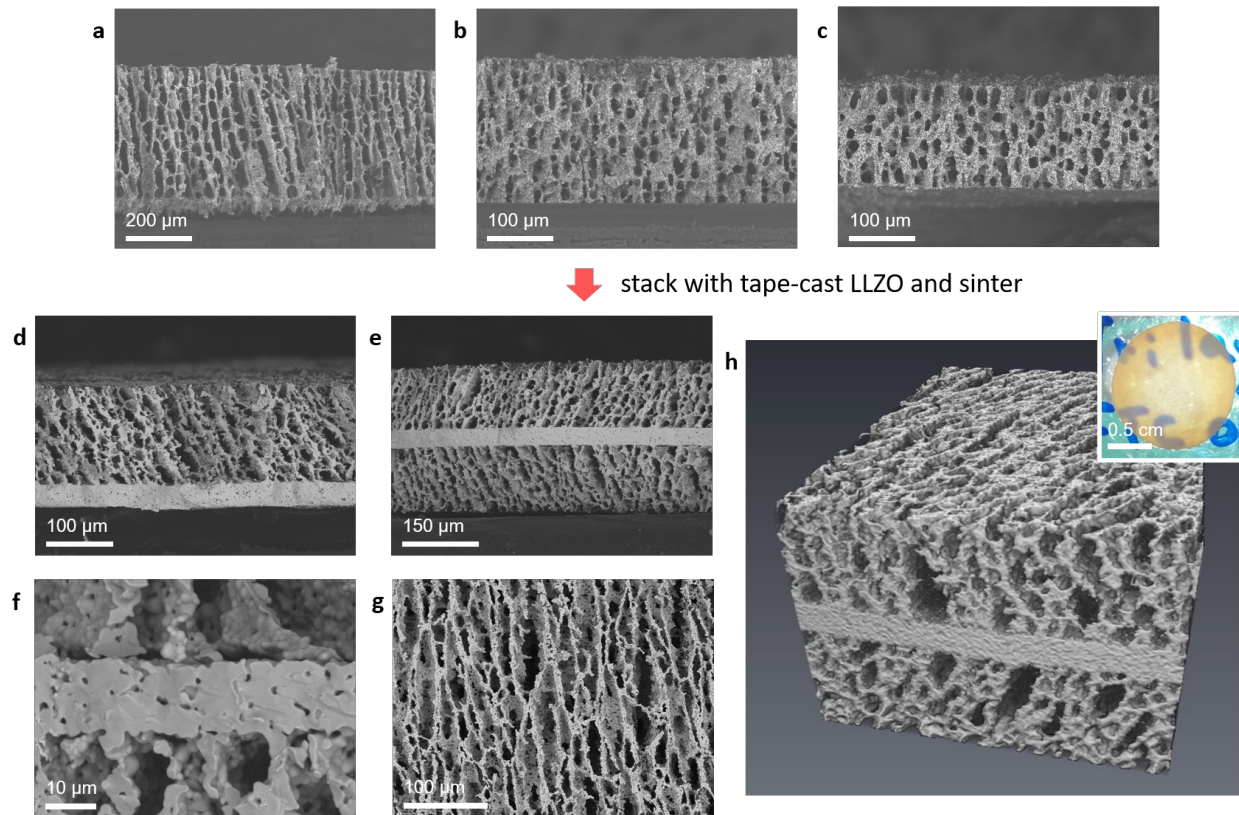 a
b
c
200 µm
100 µm
100 µm
stack with tape-cast LLZO and sinter
d
e
h
0.5 cm
100 µm
150 µm
f
g
10 µm
100 µm